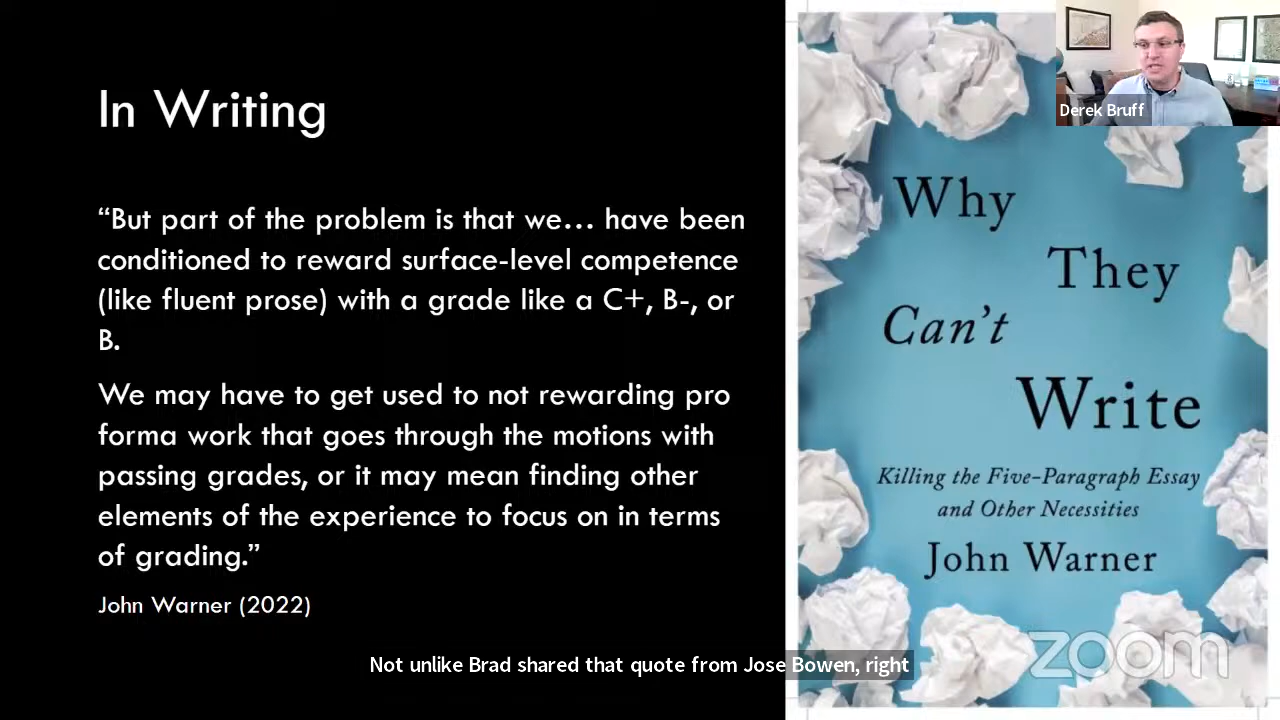 In Writing
“But part of the problem is that we… have been
conditioned to reward surface-level competence
(like fluent prose) with a grade like a C+, B-, or
B.
We may have to get used to not rewarding pro
forma work that goes through the motions with
passing grades, or it may mean finding other
elements of the experience to focus on in terms
of grading.”
John Warner (2022)
Derek Bruff
Why
They
Can’t
Write
Killing the Five-Paragraph Essay
and Other Necessities
John Warner
zoom
Not unlike Brad shared that quote from Jose Bowen, right